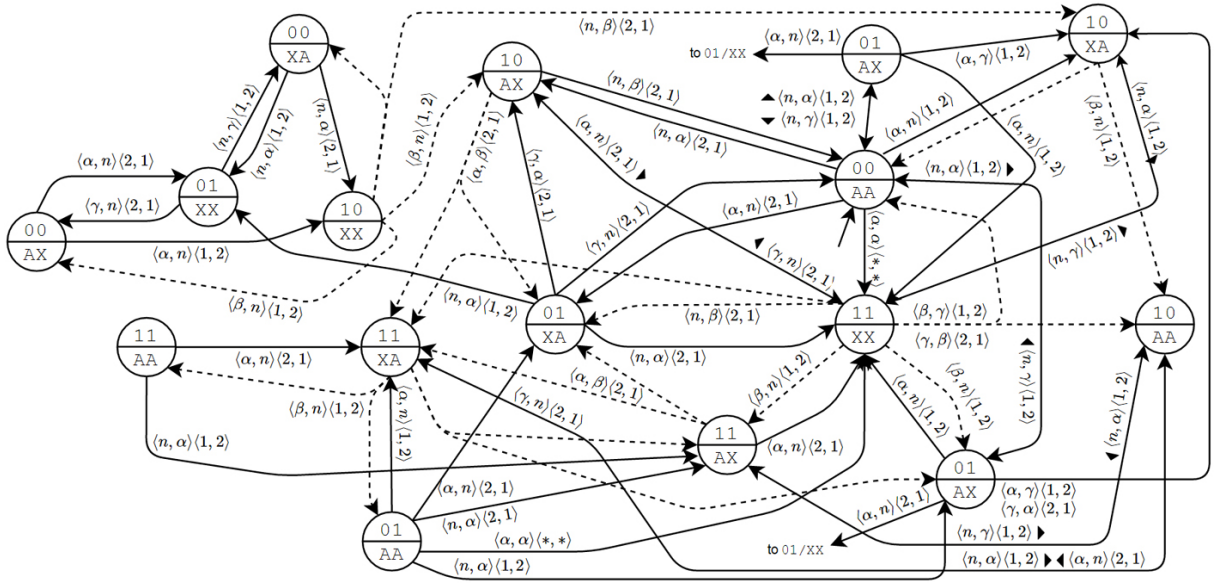 00
XA
⟨n, β⟩⟨2, 1⟩
10
XA
to 01/XX
⟨α, n⟩⟨2, 1⟩
01
AX
⟨α, γ⟩⟨1, 2⟩
10
AX
⟨n, γ⟩⟨1, 2⟩
⟨n, α⟩⟨1, 2⟩
⟨n, α⟩⟨2, 1⟩
⟨β, n⟩⟨1, 2⟩
⟨α, β⟩⟨2, 1⟩
⟨n, β⟩⟨2, 1⟩
⟨n, α⟩⟨2, 1⟩
▲⟨n, α⟩⟨1, 2⟩
▼⟨n, γ⟩⟨1, 2⟩
⟨α, n⟩⟨1, 2⟩
⟨α, n⟩⟨1, 2⟩
⟨β, n⟩⟨1, 2⟩
⟨n, α⟩⟨1, 2⟩
⟨α, n⟩⟨2, 1⟩
01
XX
⟨γ, n⟩⟨2, 1⟩
10
XX
⟨γ, α⟩⟨2, 1⟩
⟨α, n⟩⟨2, 1⟩
00
AA
⟨n, α⟩⟨1, 2⟩ ▶
00
AX
⟨α, n⟩⟨1, 2⟩
⟨γ, n⟩⟨2, 1⟩
⟨α, n⟩⟨2, 1⟩
⟨α, α⟩⟨*, *⟩
⟨γ, n⟩⟨2, 1⟩
⟨n, γ⟩⟨1, 2⟩
⟨β, n⟩⟨1, 2⟩
⟨n, α⟩⟨1, 2⟩
01
XA
⟨n, β⟩⟨2, 1⟩
11
XX
⟨β, γ⟩⟨1, 2⟩
⟨γ, β⟩⟨2, 1⟩
10
AA
11
AA
⟨α, n⟩⟨2, 1⟩
11
XA
⟨n, α⟩⟨2, 1⟩
⟨n, γ⟩⟨1, 2⟩
⟨β, n⟩⟨1, 2⟩
⟨α, n⟩⟨1, 2⟩
⟨γ, n⟩⟨2, 1⟩
⟨α, β⟩⟨2, 1⟩
⟨β, n⟩⟨1, 2⟩
⟨α, n⟩⟨1, 2⟩
⟨β, n⟩⟨1, 2⟩
⟨n, α⟩⟨1, 2⟩
⟨n, α⟩⟨1, 2⟩
11
AX
⟨α, n⟩⟨2, 1⟩
01
AX
⟨α, γ⟩⟨1, 2⟩
⟨γ, α⟩⟨2, 1⟩
⟨α, n⟩⟨2, 1⟩
⟨n, α⟩⟨2, 1⟩
⟨α, n⟩⟨2, 1⟩
01
AA
⟨α, α⟩⟨*, *⟩
⟨n, α⟩⟨1, 2⟩
to 01/XX
⟨n, γ⟩⟨1, 2⟩ ▶
⟨n, α⟩⟨1, 2⟩ ▶ ◀ ⟨α, n⟩⟨2, 1⟩